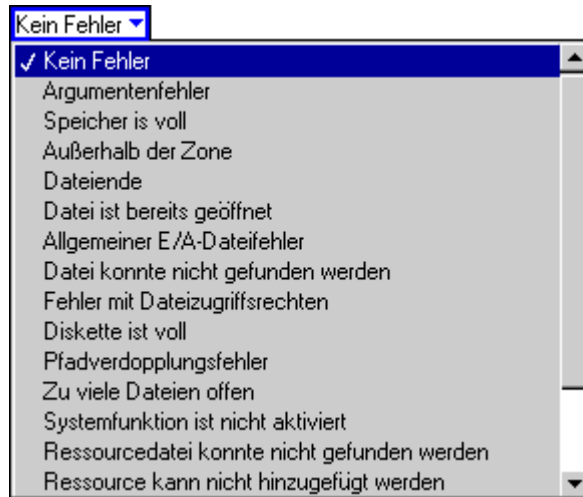 Kein Fehler
Kein Fehler
Argumentenfehler
Speicher is voll
Außerhalb der Zone
Dateiende
Datei ist bereits geöffnet
Allgemeiner E/A-Dateifehler
Datei konnte nicht gefunden werden
Fehler mit Dateizugriffsrechten
Diskette ist voll
Pfadverdopplungsfehler
Zu viele Dateien offen
Systemfunktion ist nicht aktiviert
Ressourcedatei konnte nicht gefunden werden
Ressource kann nicht hinzugefügt werden